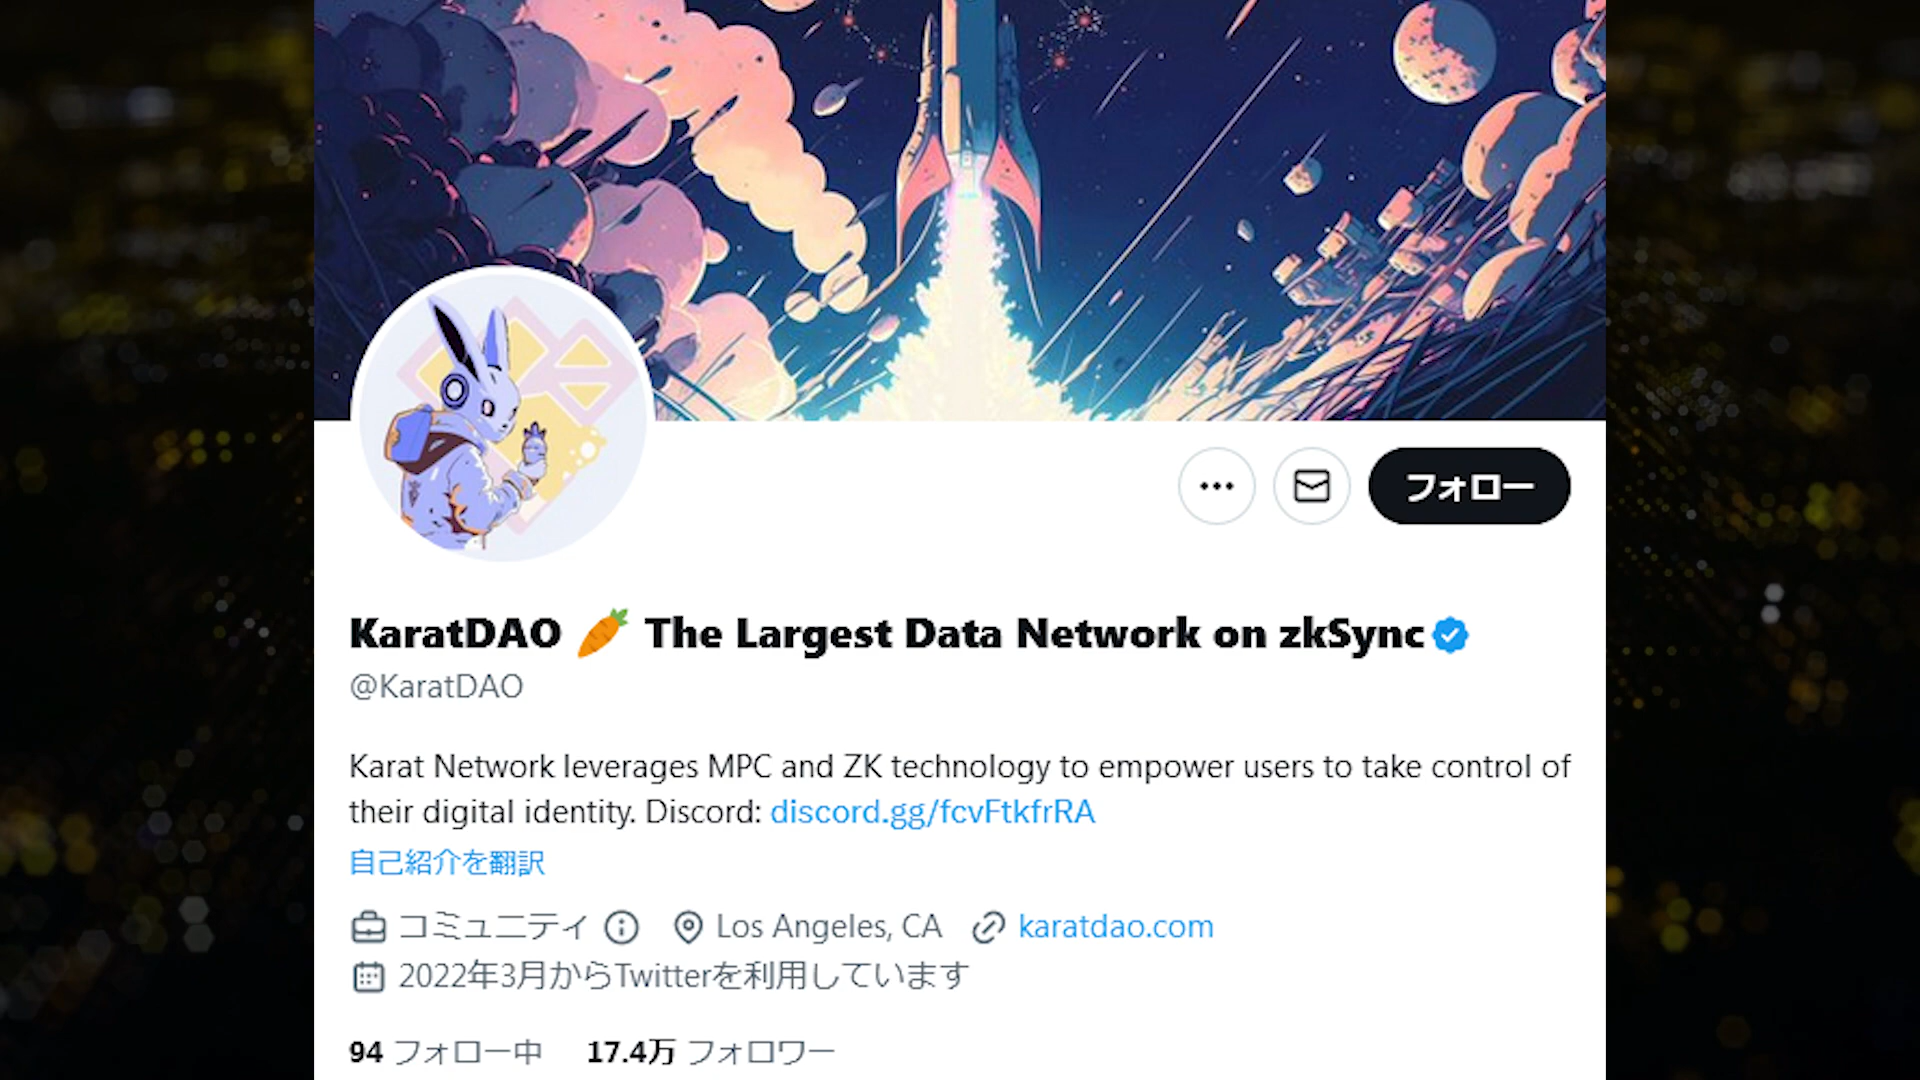 フォロー
KaratDAO 🥕 The Largest Data Network on zkSync
@KaratDAO
Karat Network leverages MPC and ZK technology to empower users to take control of
their digital identity. Discord: discord.gg/fcvFtkfrRA
自己紹介を翻訳
コミュニティ Los Angeles, CA karatdao.com
2022年3月からTwitterを利用しています
94 フォロー中 17.4万 フォロワー